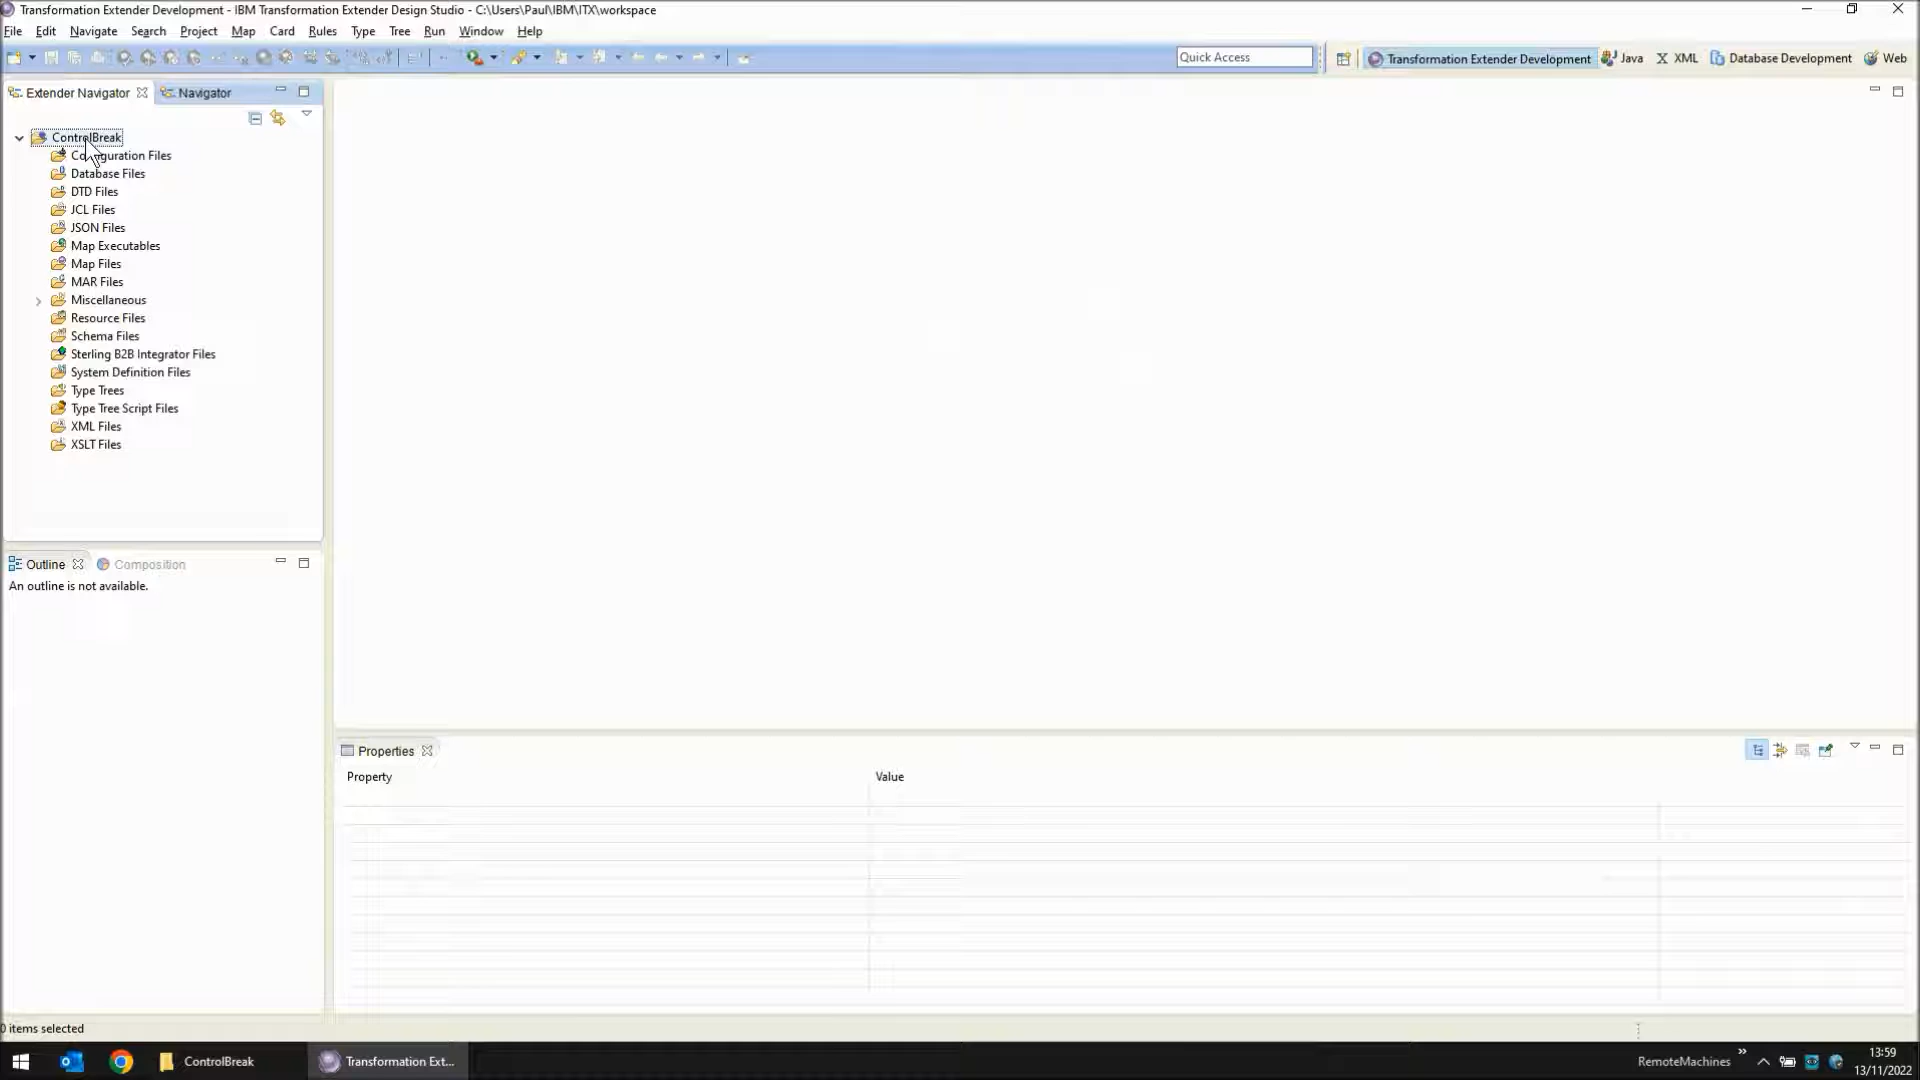 Transformation Extender Development - IBM Transformation Extender Design Studio - C:\Users\Paul\IBM\ITX\workspace
File Edit Navigate Search Project Map Card Rules Type Tree Run Window Help
Quick Access
Transformation Extender Development Java XML Database Development Web
Extender Navigator Navigator
ControlBreak
Configuration Files
Database Files
DTD Files
JCL Files
JSON Files
Map Executables
Map Files
MAR Files
Miscellaneous
Resource Files
Schema Files
Sterling B2B Integrator Files
System Definition Files
Type Trees
Type Tree Script Files
XML Files
XSLT Files
Outline Composition
An outline is not available.
Properties
Property Value
0 items selected
ControlBreak Transformation Ext... RemoteMachines
13:59
13/11/2022